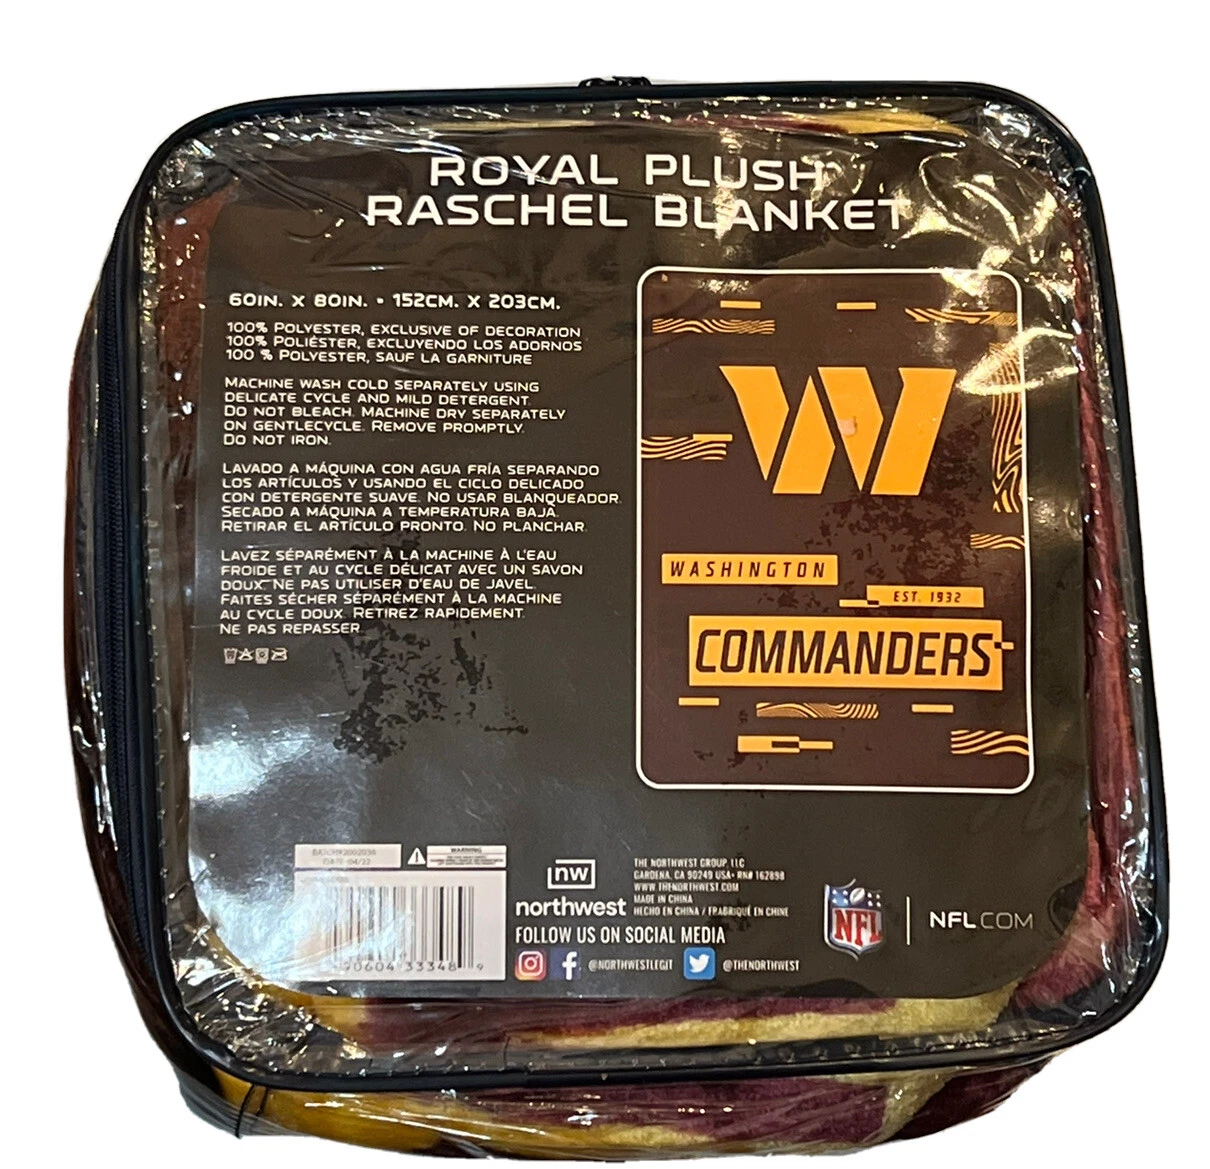 ROYAL PLUSH
RASCHEL BLANKET
60IN. X 80IN. • 152CM. X 203CM.
100% POLYESTER, EXCLUSIVE OF DECORATION
100% POLIÉSTER, EXCLUYENDO LOS ADORNOS
100 % POLYESTER, SAUF LA GARNITURE
MACHINE WASH COLD SEPARATELY USING
DELICATE CYCLE AND MILD DETERGENT.
DO NOT BLEACH. MACHINE DRY SEPARATELY
ON GENTLECYCLE. REMOVE PROMPTLY.
DO NOT IRON.
LAVADO A MÁQUINA CON AGUA FRÍA SEPARANDO
LOS ARTÍCULOS Y USANDO EL CICLO DELICADO
CON DETERGENTE SUAVE. NO USAR BLANQUEADOR.
SECADO A MÁQUINA A TEMPERATURA BAJA.
RETIRAR EL ARTÍCULO PRONTO. NO PLANCHAR.
LAVEZ SÉPARÉMENT À LA MACHINE À L'EAU
FROIDE ET AU CYCLE DÉLICAT AVEC UN SAVON
DOUX. NE PAS UTILISER D'EAU DE JAVEL.
FAITES SÉCHER SÉPARÉMENT À LA MACHINE
AU CYCLE DOUX. RETIREZ RAPIDEMENT.
NE PAS REPASSER.
W
WASHINGTON
EST. 1932
COMMANDERS
WARNING
DATE: 04/22
90604 33348 9
nw
northwest
THE NORTHWEST GROUP, LLC
GARDENA, CA 90249 USA• RN# 162898
WWW.THENORTHWEST.COM
MADE IN CHINA
HECHO EN CHINA / FRABRIQUÉ EN CHINE
FOLLOW US ON SOCIAL MEDIA
@NORTHWESTLEGIT
@THENORTHWEST
NFL
NFL.COM